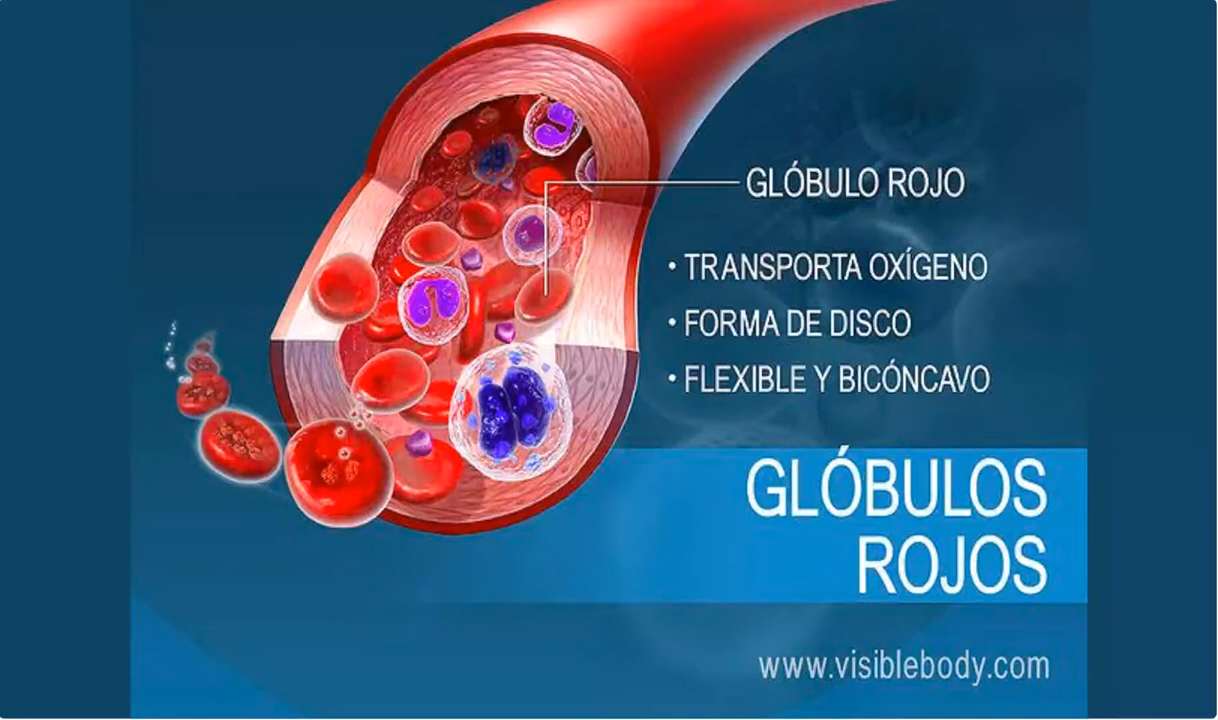 GLÓBULO ROJO
• TRANSPORTA OXÍGENO
• FORMA DE DISCO
• FLEXIBLE Y BICÓNCAVO
GLÓBULOS
ROJOS
www.visiblebody.com